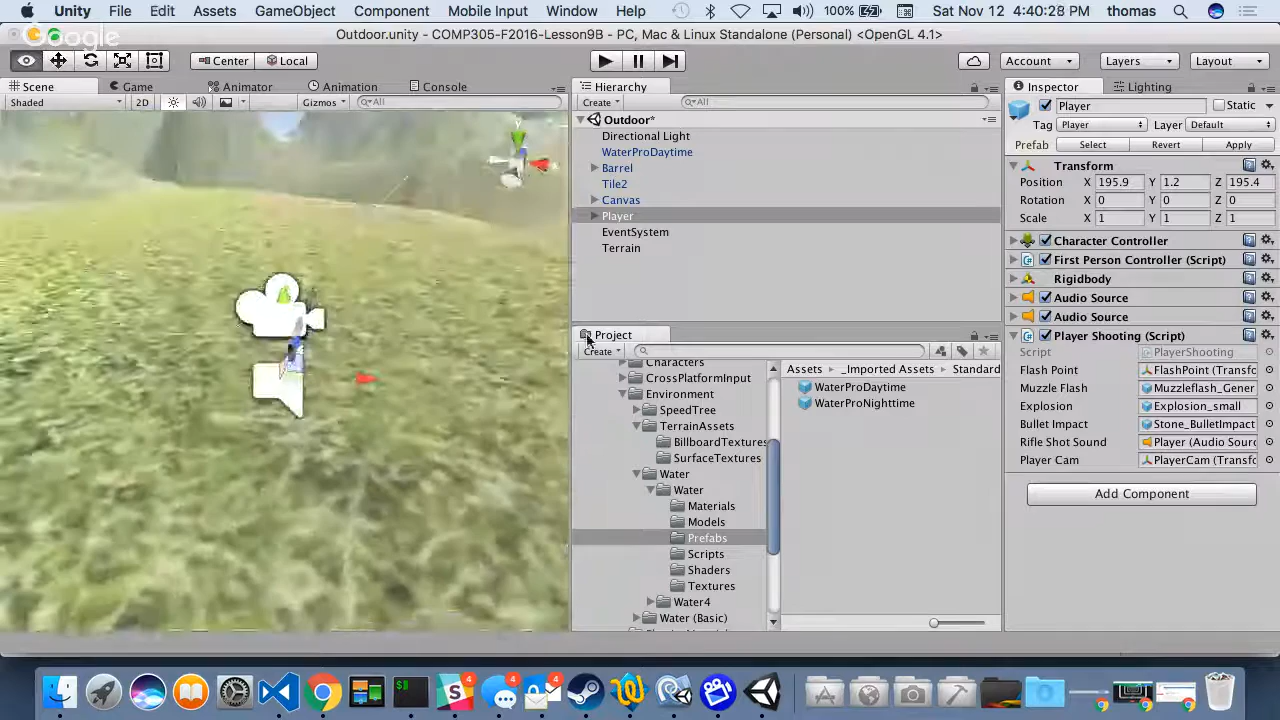 Unity File Edit Assets GameObject Component Mobile Input Window Help 100% Sat Nov 12 4:40:28 PM thomas
Google
Outdoor.unity - COMP305-F2016-Lesson9B - PC, Mac & Linux Standalone (Personal) <OpenGL 4.1>
Center Local Account Layers Layout
Scene Game Animator Animation Console Hierarchy Inspector Lighting
Shaded 2D Gizmos All Create All Player Static
Outdoor*
Tag Player Layer Default
Directional Light
Prefab Select Revert Apply
WaterProDaytime
Barrel
Transform
Tile2
Position X 195.9 Y 1.2 Z 195.4
Canvas
Rotation X 0 Y 0 Z 0
Player
Scale X 1 Y 1 Z 1
EventSystem
Character Controller
Terrain
First Person Controller (Script)
Rigidbody
Audio Source
Audio Source
Project
Player Shooting (Script)
Create
Script PlayerShooting
Characters
Assets _Imported Assets Standard
Flash Point FlashPoint (Transfc
CrossPlatformInput
WaterProDaytime
Muzzle Flash Muzzleflash_Gener
Environment
WaterProNighttime
Explosion Explosion_small
SpeedTree
Bullet Impact Stone_BulletImpact
TerrainAssets
Rifle Shot Sound Player (Audio Sourc
BillboardTextures
Player Cam PlayerCam (Transfc
SurfaceTextures
Water
Water
Add Component
Materials
Models
Prefabs
Scripts
Shaders
Textures
Water4
Water (Basic)
4 4 4